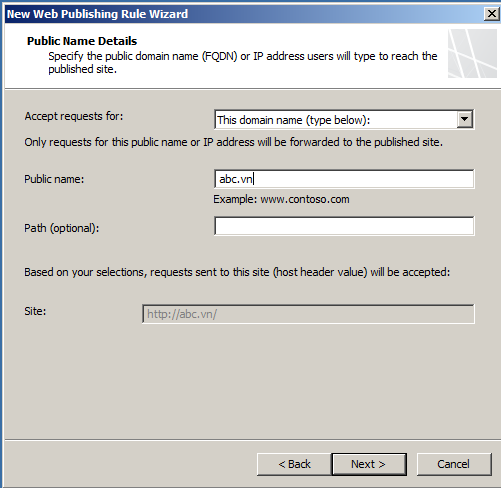 New Web Publishing Rule Wizard
Public Name Details
Specify the public domain name (FQDN) or IP address users will type to reach the
published site.
Accept requests for:
This domain name (type below):
Only requests for this public name or IP address will be forwarded to the published site.
Public name:
abc.vn
Example: www.contoso.com
Path (optional):
Based on your selections, requests sent to this site (host header value) will be accepted:
Site:
http://abc.vn/
< Back
Next >
Cancel